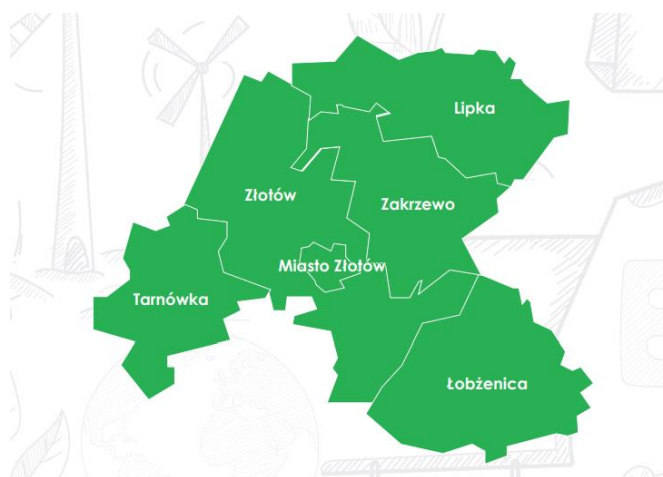 Lipka
Złotów
Zakrzewo
Miasto Złotów
Tarnówka
Łobżenica